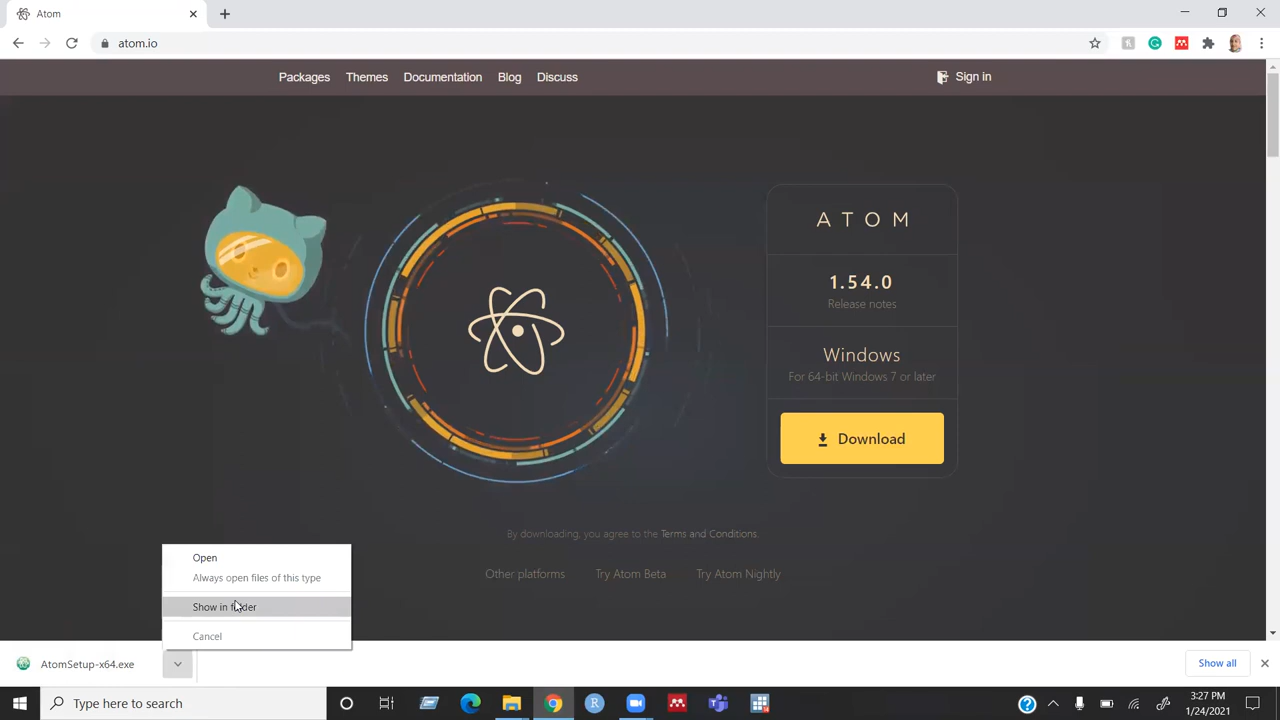 Atom
atom.io
Packages Themes Documentation Blog Discuss Sign in
ATOM
1.54.0
Release notes
Windows
For 64-bit Windows 7 or later
Download
By downloading, you agree to the Terms and Conditions.
Other platforms Try Atom Beta Try Atom Nightly
Open
Always open files of this type
Show in folder
Cancel
AtomSetup-x64.exe
Show all
Type here to search
3:27 PM
1/24/2021